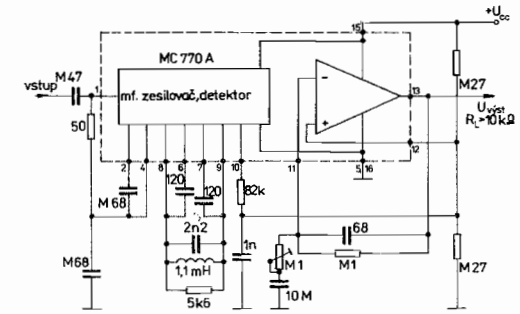 +Ucc
15
MC 770 A
vstup
M47
1
mf. zesilovač, detektor
−
+
13
M27
Uvýst
RL>10kΩ
50
12
2
4
8
6
7
9
10
11
5
16
M 68
120
120
82k
2n2
68
1n
M1
M1
M68
1,1 mH
M27
10M
5k6